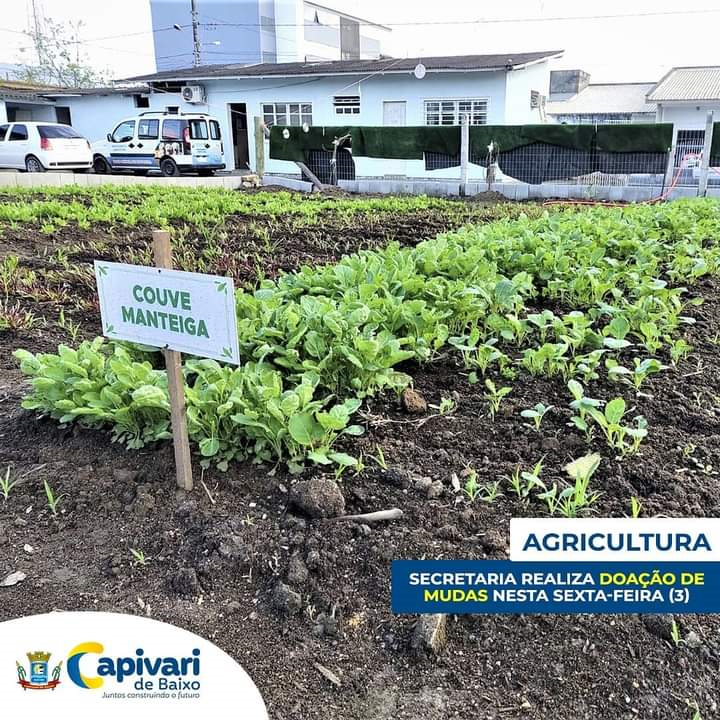 COUVE
MANTEIGA
AGRICULTURA
SECRETARIA REALIZA DOAÇÃO DE
MUDAS NESTA SEXTA-FEIRA (3)
Capivari
de Baixo
Juntos construindo o futuro